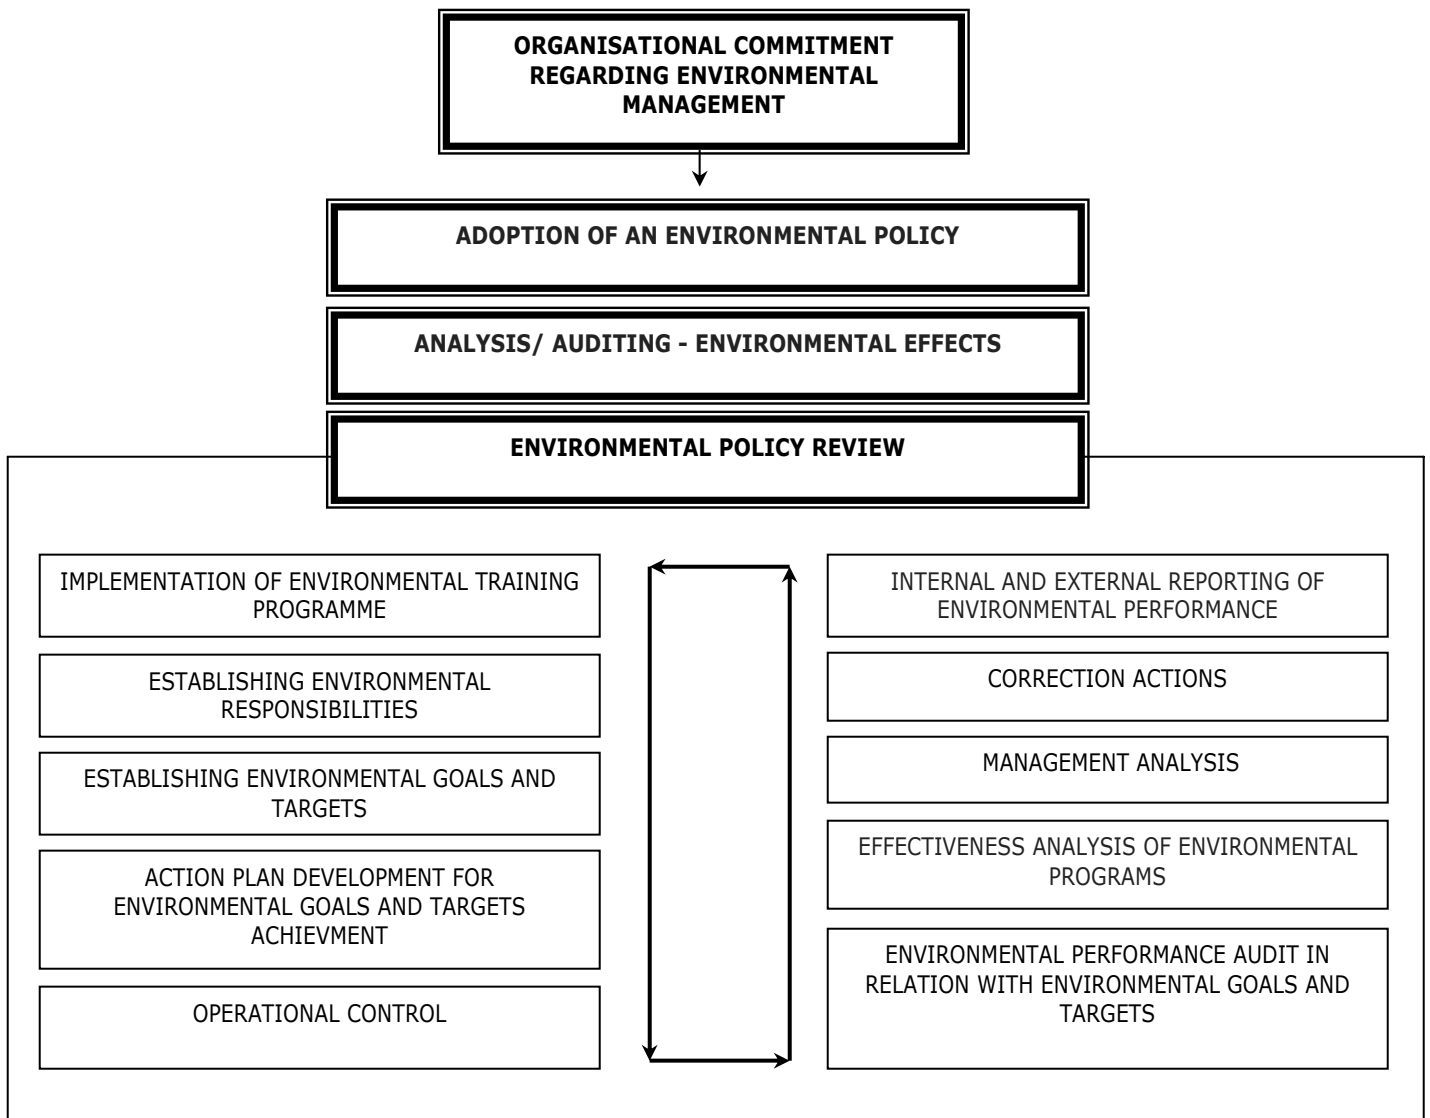 ORGANISATIONAL COMMITMENT
REGARDING ENVIRONMENTAL
MANAGEMENT
ADOPTION OF AN ENVIRONMENTAL POLICY
ANALYSIS/ AUDITING - ENVIRONMENTAL EFFECTS
ENVIRONMENTAL POLICY REVIEW
IMPLEMENTATION OF ENVIRONMENTAL TRAINING
PROGRAMME
ESTABLISHING ENVIRONMENTAL
RESPONSIBILITIES
ESTABLISHING ENVIRONMENTAL GOALS AND
TARGETS
ACTION PLAN DEVELOPMENT FOR
ENVIRONMENTAL GOALS AND TARGETS
ACHIEVMENT
OPERATIONAL CONTROL
INTERNAL AND EXTERNAL REPORTING OF
ENVIRONMENTAL PERFORMANCE
CORRECTION ACTIONS
MANAGEMENT ANALYSIS
EFFECTIVENESS ANALYSIS OF ENVIRONMENTAL
PROGRAMS
ENVIRONMENTAL PERFORMANCE AUDIT IN
RELATION WITH ENVIRONMENTAL GOALS AND
TARGETS